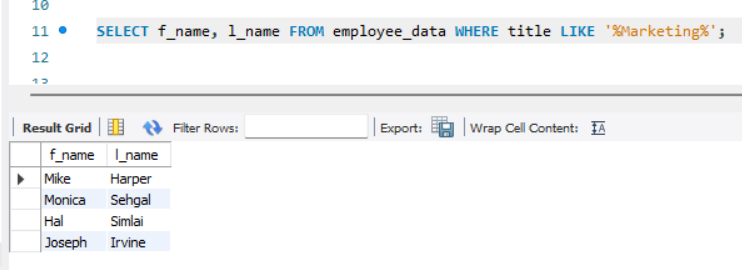 10
11 SELECT f_name, l_name FROM employee_data WHERE title LIKE '%Marketing%';
12
13
Result Grid Filter Rows: Export: Wrap Cell Content: IA
f_name l_name
Mike Harper
Monica Sehgal
Hal Simlai
Joseph Irvine